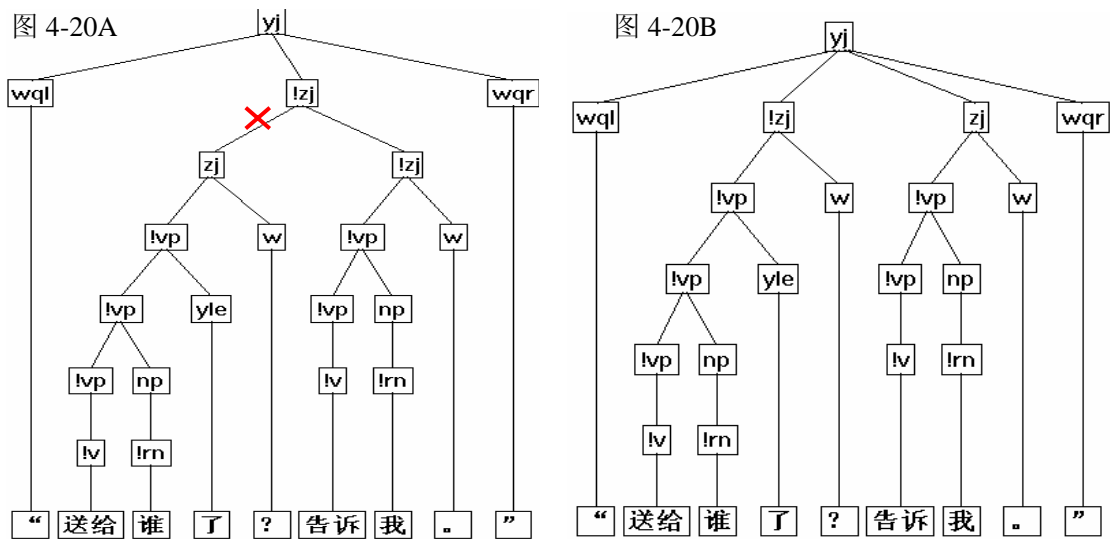 图 4-20A
yj
wql !zj wqr
zj !zj
!vp w !vp w
!vp yle !vp np
!vp np !v !rn
!v !rn
“ 送给 谁 了 ? 告诉 我 。 ”
图 4-20B
yj
wql !zj zj wqr
!vp w !vp w
!vp yle !vp np
!vp np !v !rn
!v !rn
“ 送给 谁 了 ? 告诉 我 。 ”